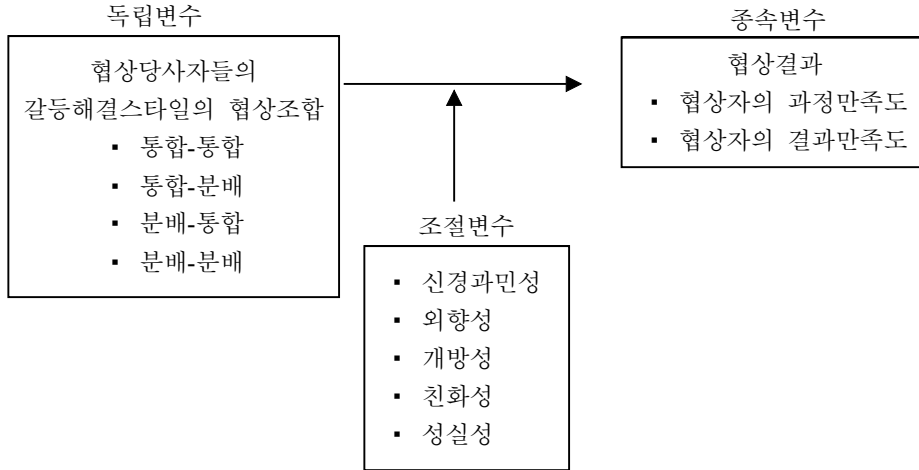 독립변수
협상당사자들의
갈등해결스타일의 협상조합
▪ 통합-통합
▪ 통합-분배
▪ 분배-통합
▪ 분배-분배
종속변수
협상결과
▪ 협상자의 과정만족도
▪ 협상자의 결과만족도
조절변수
▪ 신경과민성
▪ 외향성
▪ 개방성
▪ 친화성
▪ 성실성